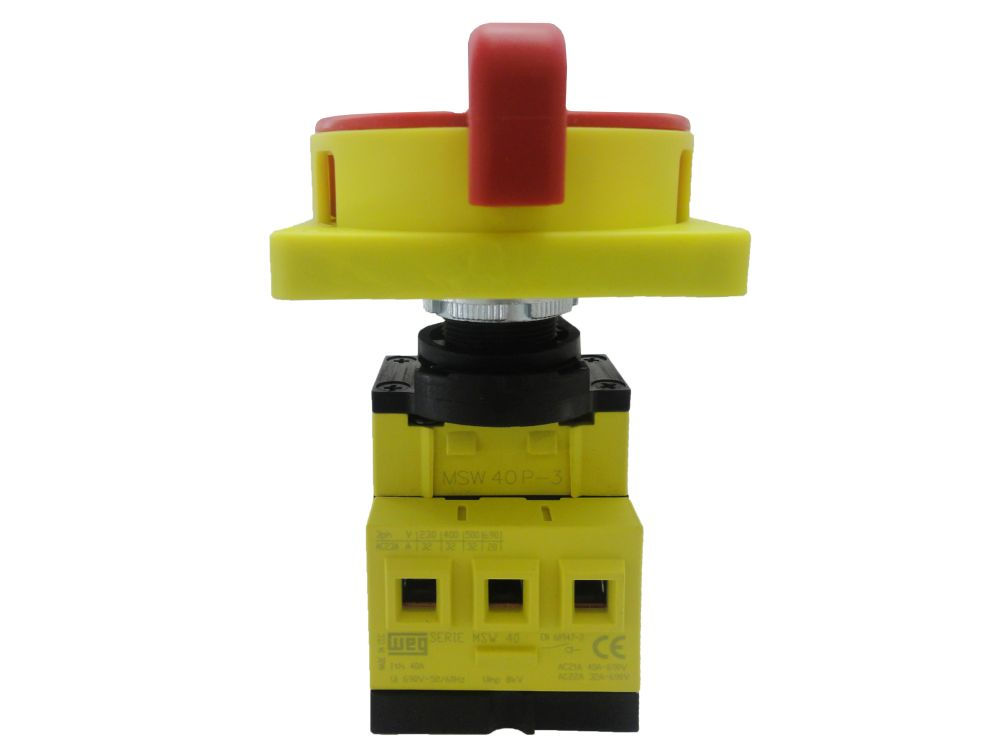 MSW 40 P-3
3ph V 230 400 500 690
AC23A A 32 32 32 20
weg SERIE MSW 40 EN 60947-3 CE
Ith 40A AC21A 40A-690V
Ui 690V-50/60Hz Uimp 8kV AC22A 32A-690V